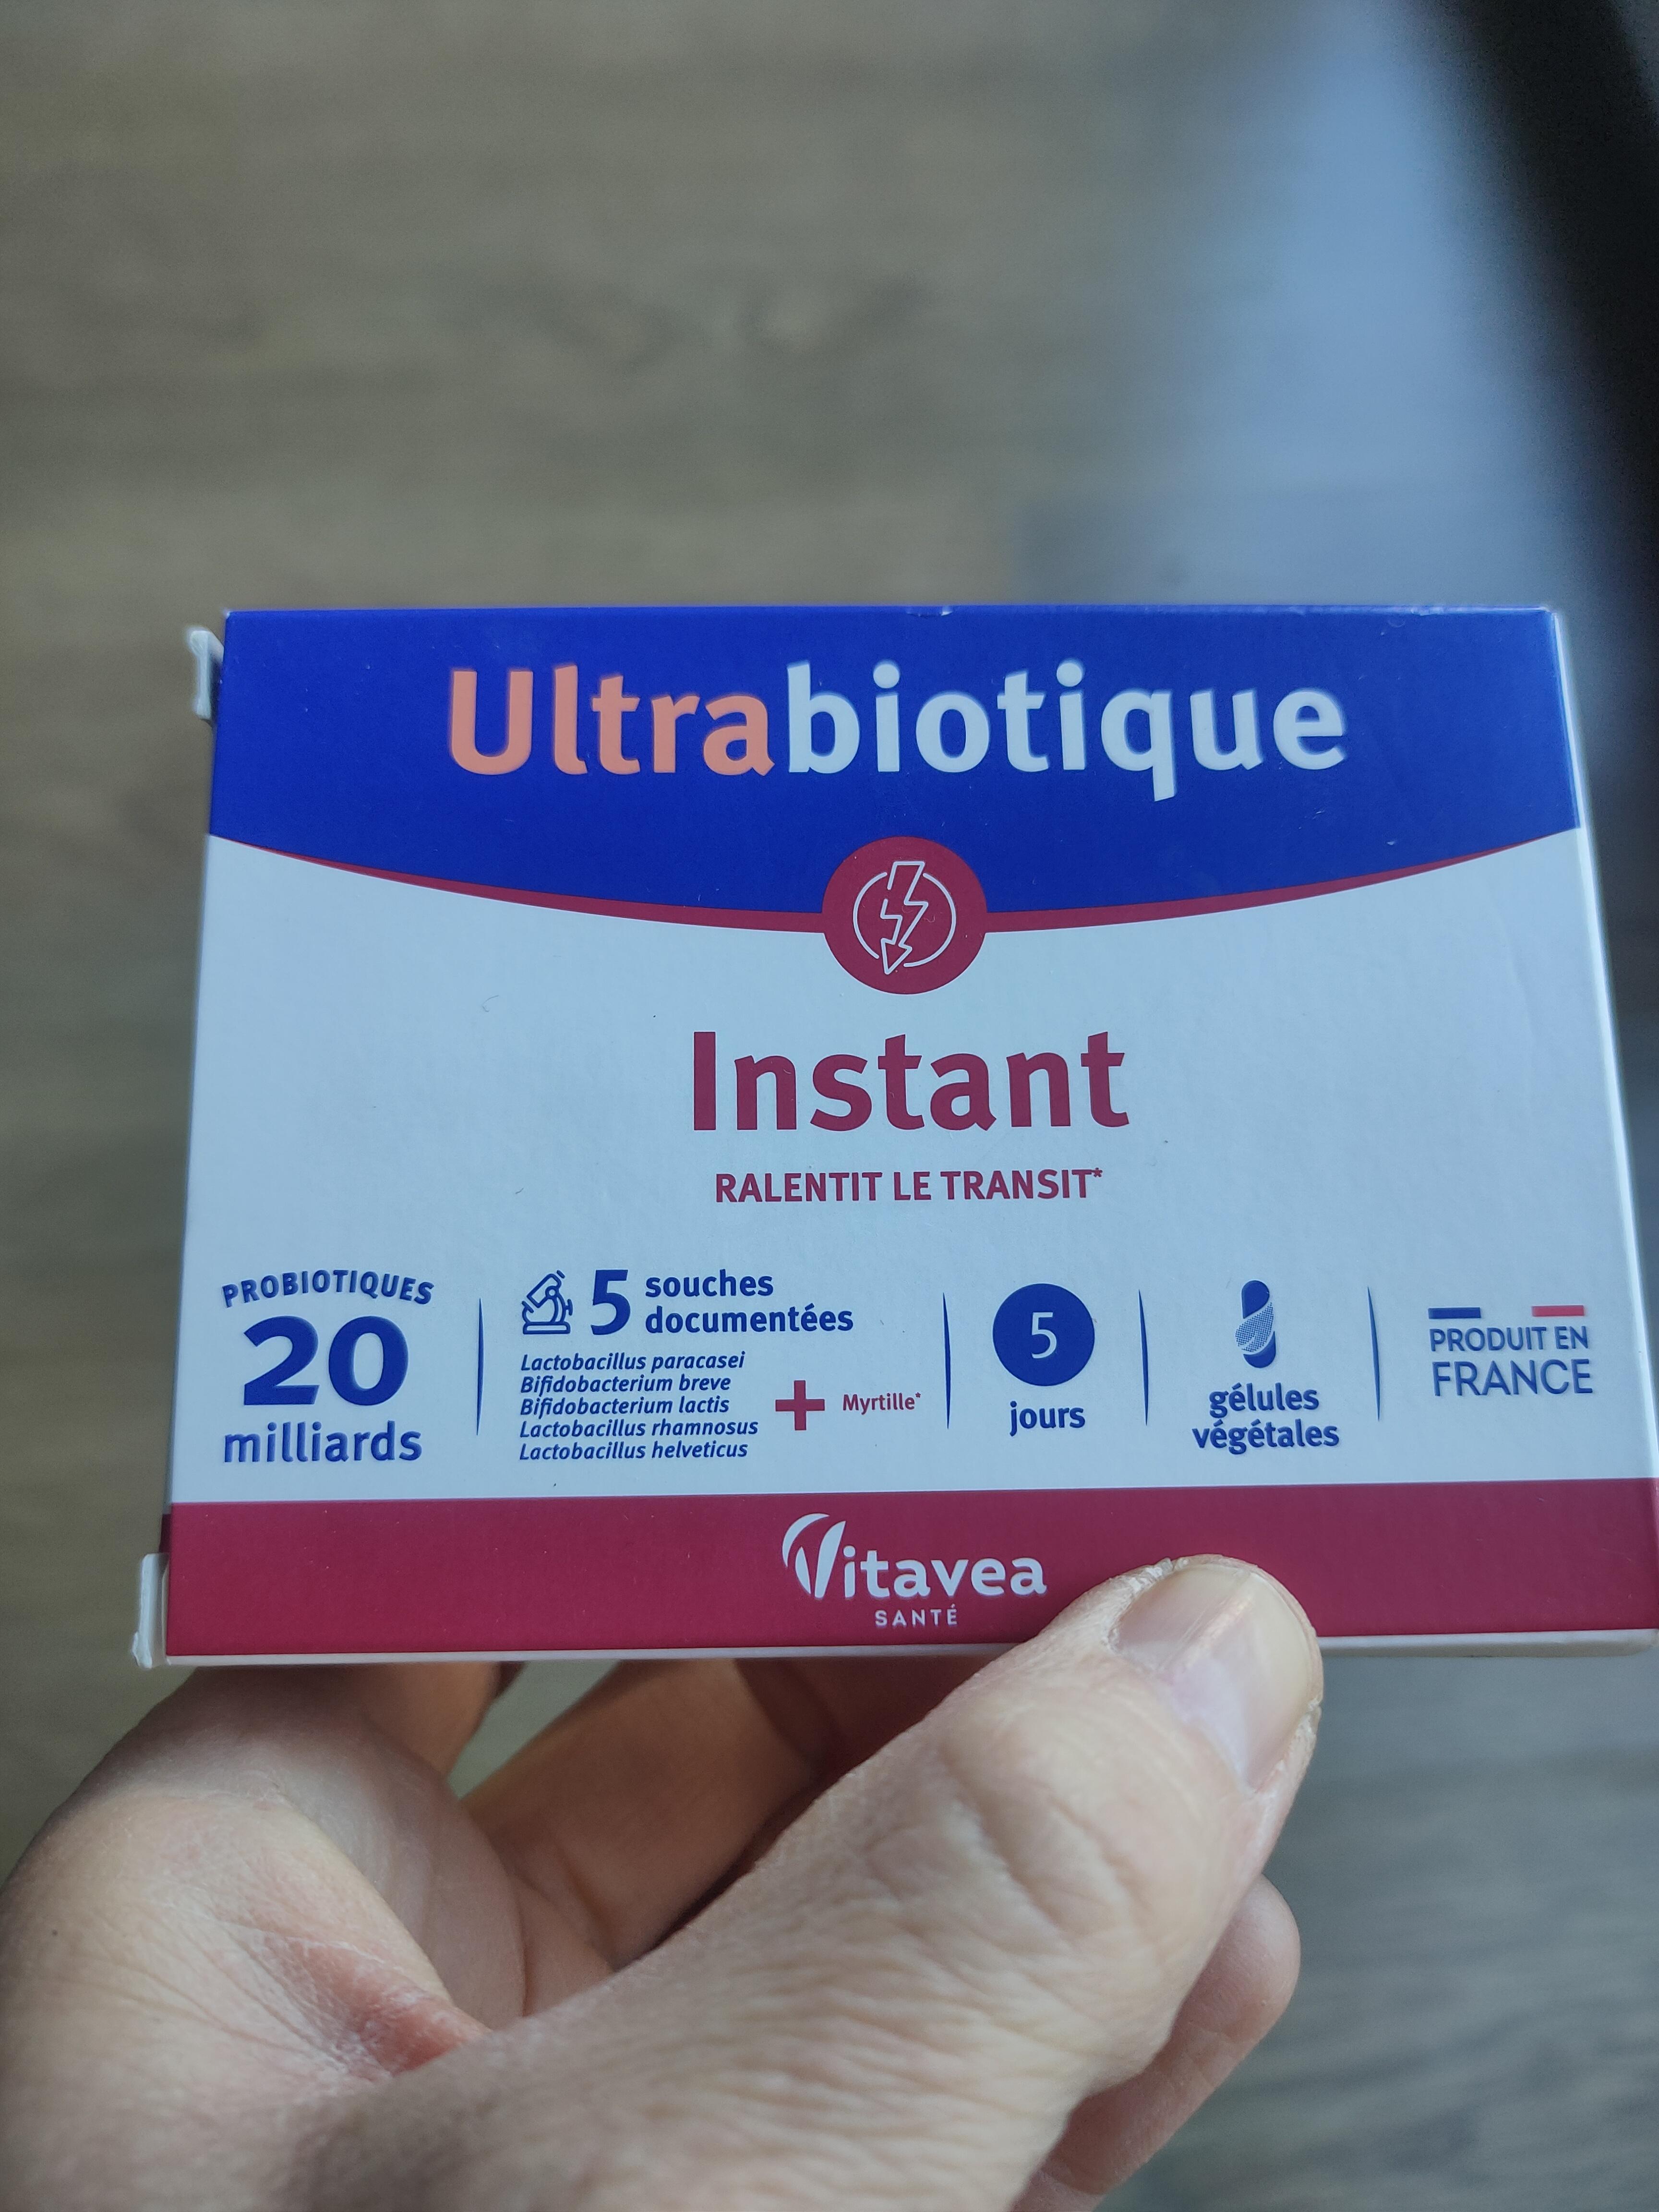 Ultrabiotique
Instant
RALENTIT LE TRANSIT*
PROBIOTIQUES
20
milliards
5 souches
documentées
Lactobacillus paracasei
Bifidobacterium breve
Bifidobacterium lactis
Lactobacillus rhamnosus
Lactobacillus helveticus
+ Myrtille*
5
jours
gélules
végétales
PRODUIT EN
FRANCE
Vitavea
SANTÉ